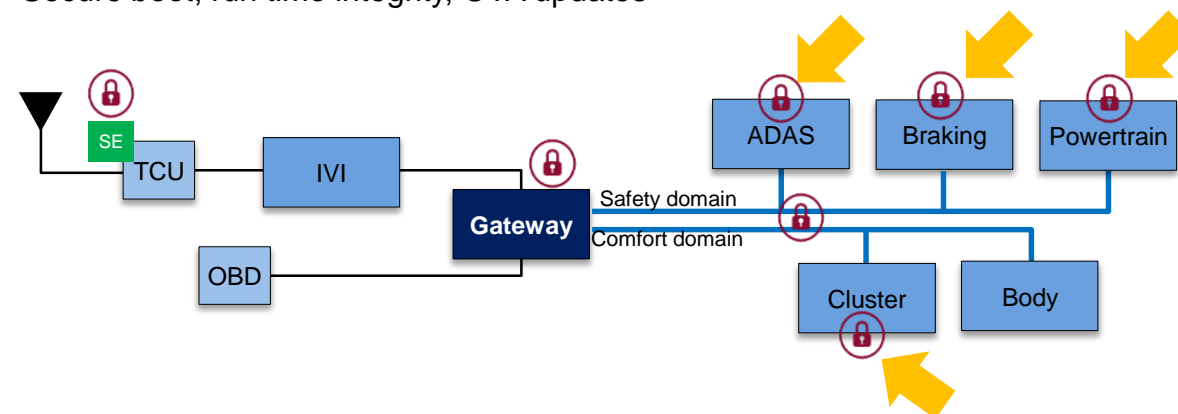 SE
TCU
IVI
Gateway
OBD
Safety domain
Comfort domain
ADAS
Braking
Powertrain
Cluster
Body